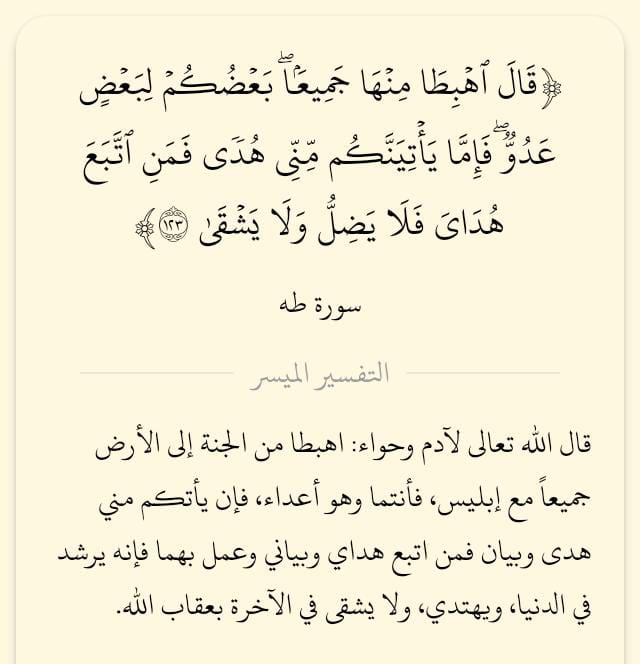 ﴿قَالَ ٱهۡبِطَا مِنۡهَا جَمِيعَۢاۖ بَعۡضُكُمۡ لِبَعۡضٍ
عَدُوّٞۖ فَإِمَّا يَأۡتِيَنَّكُم مِّنِّي هُدٗى فَمَنِ ٱتَّبَعَ
هُدَايَ فَلَا يَضِلُّ وَلَا يَشۡقَىٰ ١٢٣﴾
سورة طه
التفسير الميسر
قال الله تعالى لآدم وحواء: اهبطا من الجنة إلى الأرض
جميعاً مع إبليس، فأنتما وهو أعداء، فإن يأتكم مني
هدى وبيان فمن اتبع هداي وبياني وعمل بهما فإنه يرشد
في الدنيا، ويهتدي، ولا يشقى في الآخرة بعقاب الله.